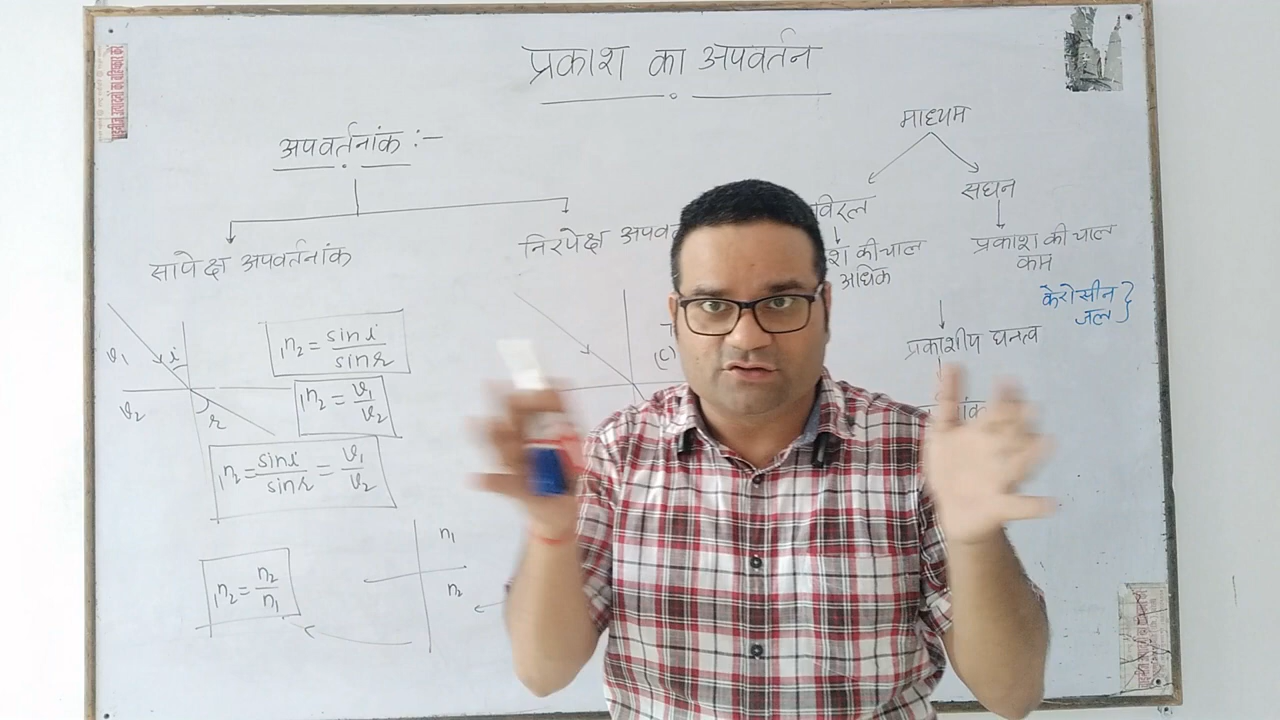 प्रकाश का अपवर्तन
अपवर्तनांक :-
सापेक्ष अपवर्तनांक
निरपेक्ष
v₁
i
v₂
r
₁n₂ = sin i / sin r
₁n₂ = v₁ / v₂
₁n₂ = sin i / sin r = v₁ / v₂
n₁
n₂
₁n₂ = n₂ / n₁
(c)
माध्यम
विरल
सघन
की चाल
अधिक
प्रकाश की चाल
कम
केरोसीन }
जल
प्रकाशीय घनत्व